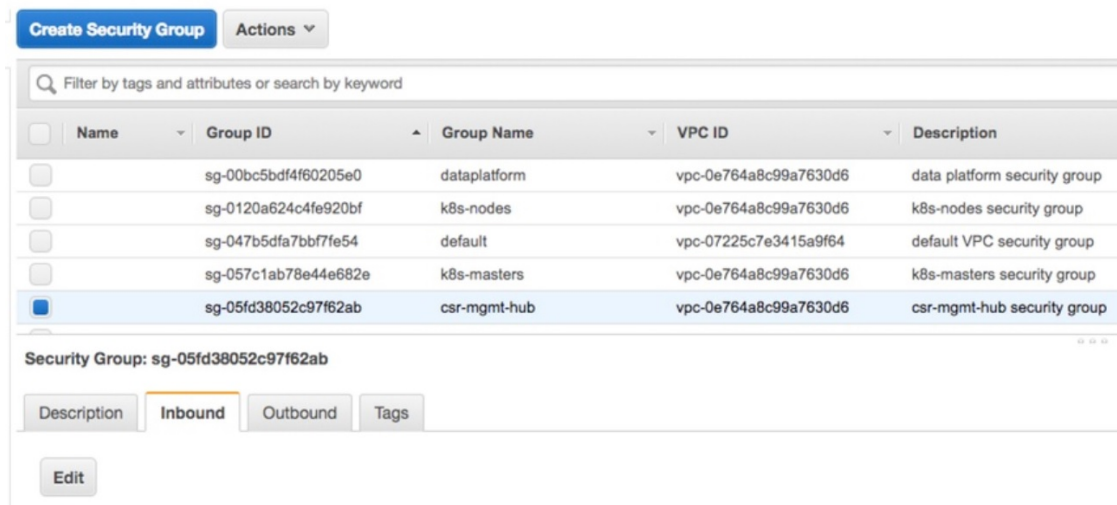 Create Security Group Actions
Filter by tags and attributes or search by keyword
Name Group ID Group Name VPC ID Description
sg-00bc5bdf4f60205e0 dataplatform vpc-0e764a8c99a7630d6 data platform security group
sg-0120a624c4fe920bf k8s-nodes vpc-0e764a8c99a7630d6 k8s-nodes security group
sg-047b5dfa7bbf7fe54 default vpc-07225c7e3415a9f64 default VPC security group
sg-057c1ab78e44e682e k8s-masters vpc-0e764a8c99a7630d6 k8s-masters security group
sg-05fd38052c97f62ab csr-mgmt-hub vpc-0e764a8c99a7630d6 csr-mgmt-hub security group
Security Group: sg-05fd38052c97f62ab
Description Inbound Outbound Tags
Edit